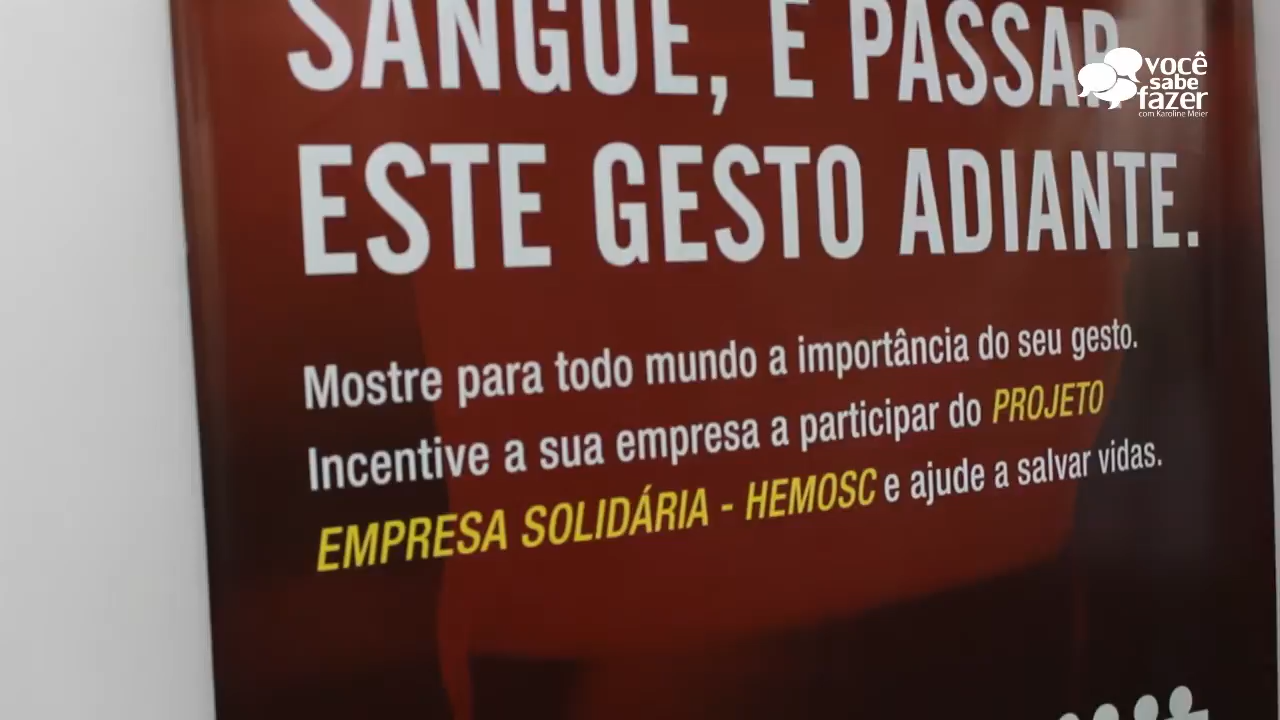 SANGUE, E PASSAR
ESTE GESTO ADIANTE.
Mostre para todo mundo a importância do seu gesto.
Incentive a sua empresa a participar do PROJETO
EMPRESA SOLIDÁRIA - HEMOSC e ajude a salvar vidas.
você
sabe
fazer
com Karoline Meier